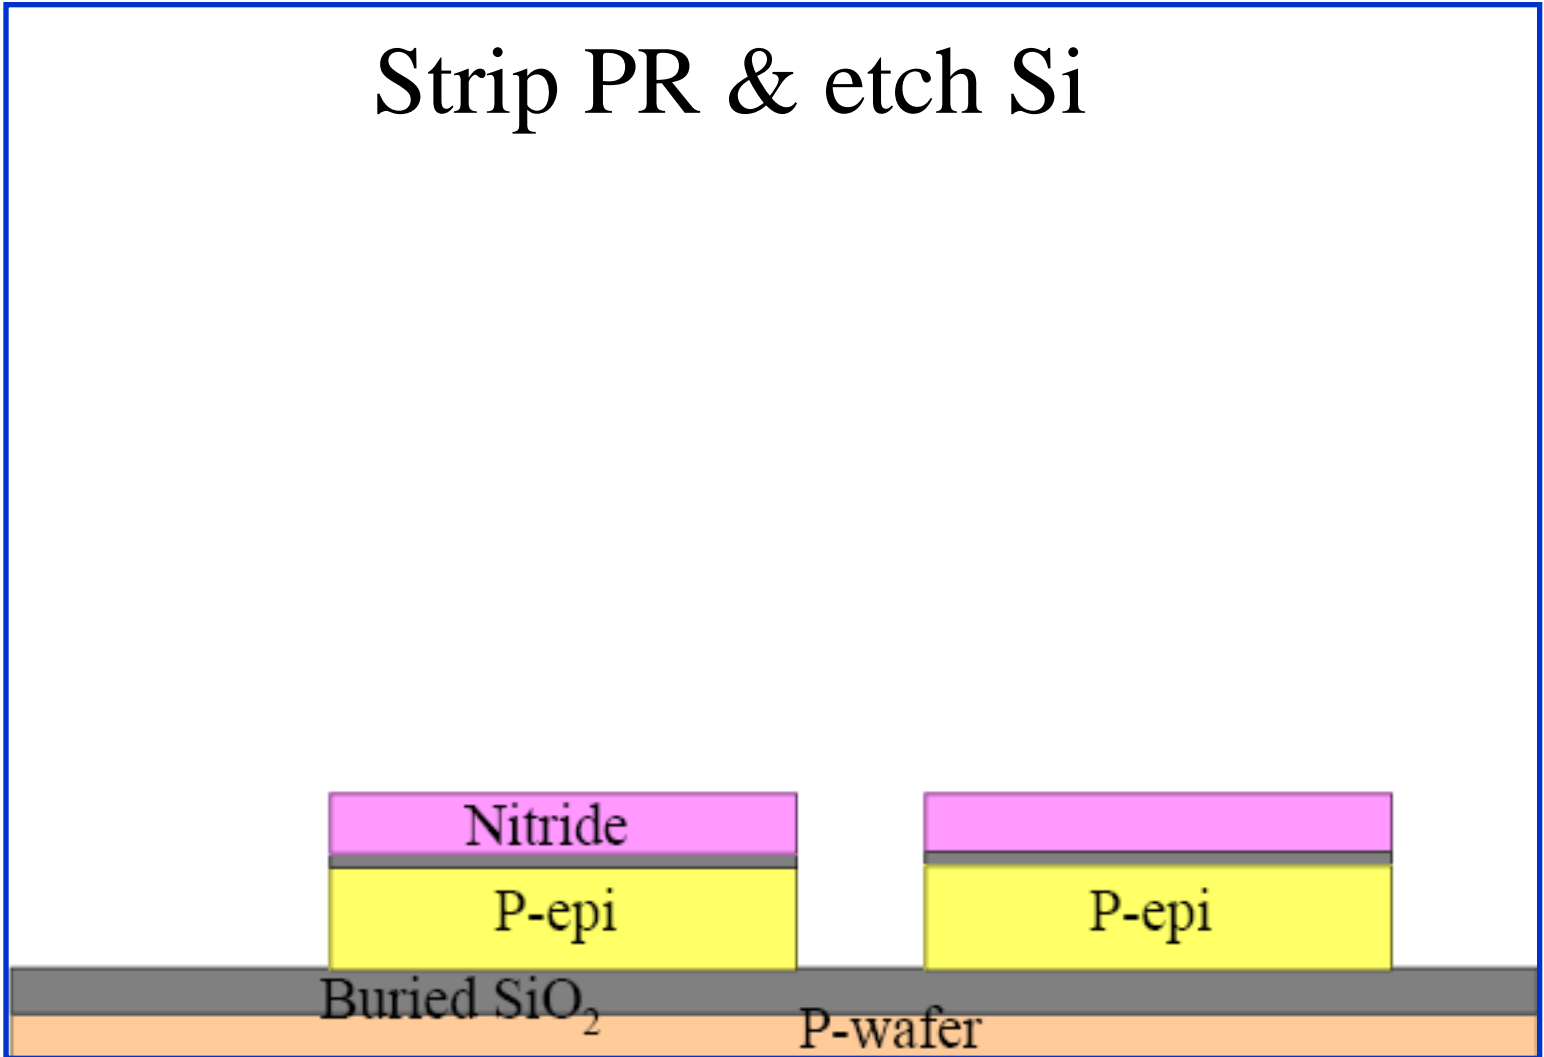 Strip PR & etch Si
Nitride
P-epi
P-epi
Buried SiO₂
P-wafer